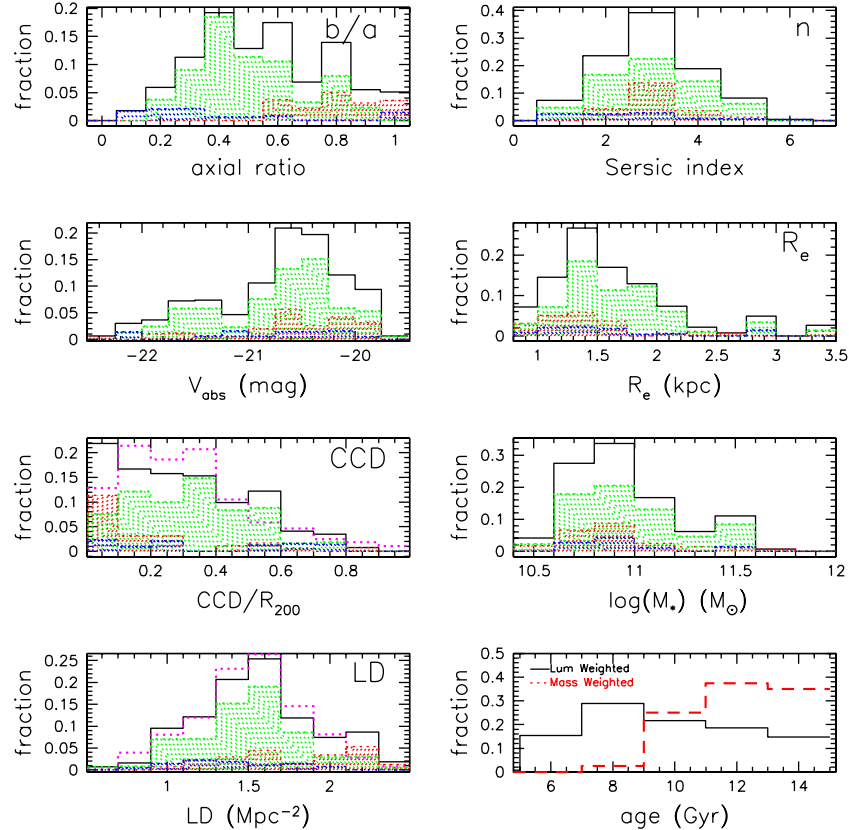 b/a
fraction
0 0.05 0.1 0.15 0.2
0 0.2 0.4 0.6 0.8 1
axial ratio
n
fraction
0 0.1 0.2 0.3 0.4
0 2 4 6
Sersic index
fraction
0 0.05 0.1 0.15 0.2
−22 −21 −20
V_abs (mag)
R_e
fraction
0 0.1 0.2
1 1.5 2 2.5 3 3.5
R_e (kpc)
CCD
fraction
0 0.05 0.1 0.15 0.2
0.2 0.4 0.6 0.8
CCD/R_200
fraction
0 0.1 0.2 0.3
10.5 11 11.5 12
log(M_*) (M_⊙)
LD
fraction
0 0.05 0.1 0.15 0.2 0.25
1 1.5 2
LD (Mpc⁻²)
Lum Weighted
Mass Weighted
fraction
0 0.1 0.2 0.3 0.4 0.5
6 8 10 12 14
age (Gyr)